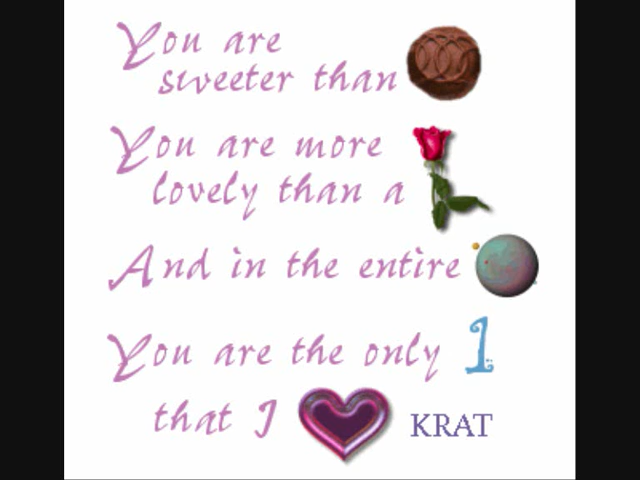 You are
sweeter than
You are more
lovely than a
And in the entire
You are the only 1
that I KRAT